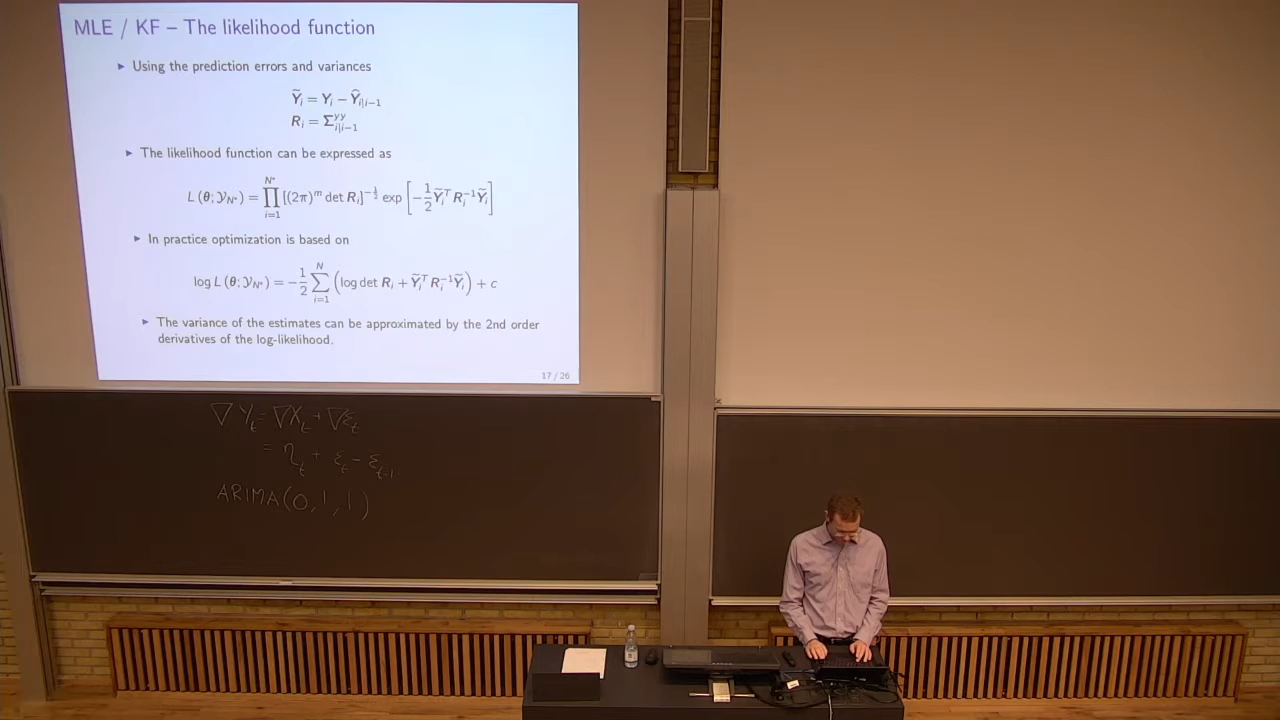 MLE / KF – The likelihood function
▶ Using the prediction errors and variances
Ỹ_i = Y_i − Ŷ_{i|i−1}
R_i = Σ^{yy}_{i|i−1}
▶ The likelihood function can be expressed as
L (θ; 𝒴_{N*}) = ∏_{i=1}^{N*} [(2π)^m det R_i]^{−1/2} exp [−1/2 Ỹ_i^T R_i^{−1} Ỹ_i]
▶ In practice optimization is based on
log L (θ; 𝒴_{N*}) = −1/2 ∑_{i=1}^{N} (log det R_i + Ỹ_i^T R_i^{−1} Ỹ_i) + c
▶ The variance of the estimates can be approximated by the 2nd order
derivatives of the log-likelihood.
17 / 26
∇Y_t = ∇X_t + ∇ε_t
= η_t + ε_t − ε_{t−1}
ARIMA(0,1,1)